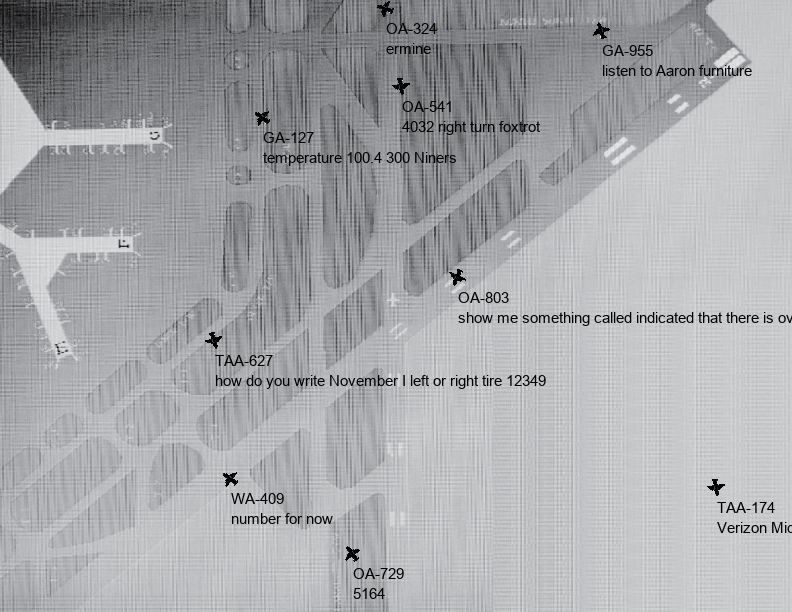 OA-324
ermine
GA-955
listen to Aaron furniture
OA-541
4032 right turn foxtrot
GA-127
temperature 100.4 300 Niners
OA-803
show me something called indicated that there is ov
TAA-627
how do you write November I left or right tire 12349
WA-409
number for now
TAA-174
Verizon Mic
OA-729
5164